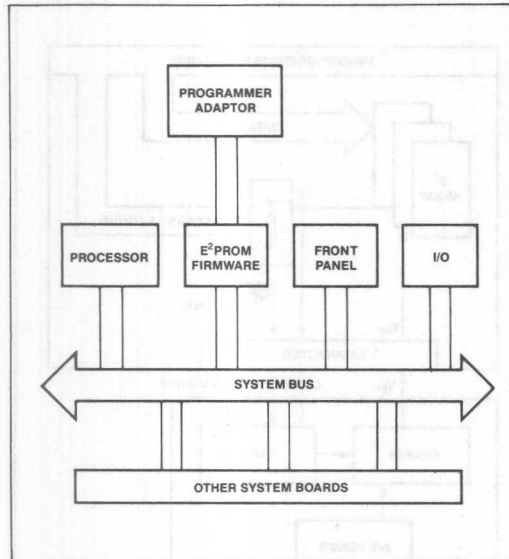 PROGRAMMER
ADAPTOR
PROCESSOR
E²PROM
FIRMWARE
FRONT
PANEL
I/O
SYSTEM BUS
OTHER SYSTEM BOARDS